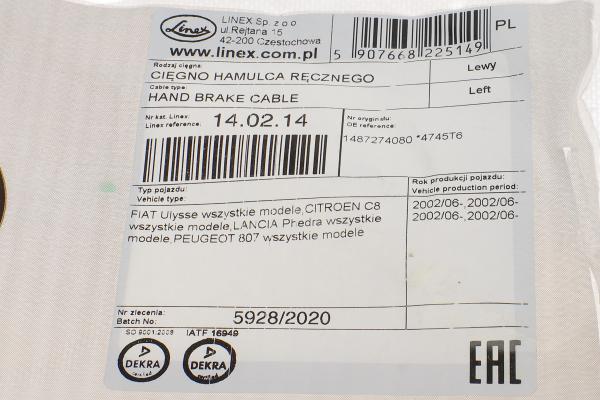 Linex
LINEX Sp. z o o
ul.Rejtana 15
42-200 Częstochowa
www.linex.com.pl
5 907668 225149
PL
Rodzaj cięgna:
CIĘGNO HAMULCA RĘCZNEGO
Lewy
Cable type:
HAND BRAKE CABLE
Left
Nr kat. Linex:
Linex reference:
14.02.14
Nr oryginału:
OE reference:
1487274080 *4745T6
Typ pojazdu:
Vehicle type:
Rok produkcji pojazdu:
Vehicle production period:
FIAT Ulysse wszystkie modele,CITROEN C8
wszystkie modele,LANCIA Phedra wszystkie
modele,PEUGEOT 807 wszystkie modele
2002/06-,2002/06-
2002/06-,2002/06-
Nr zlecenia:
Batch No:
5928/2020
ISO 9001:2008
IATF 16949
DEKRA
certified
DEKRA
certified
EAC